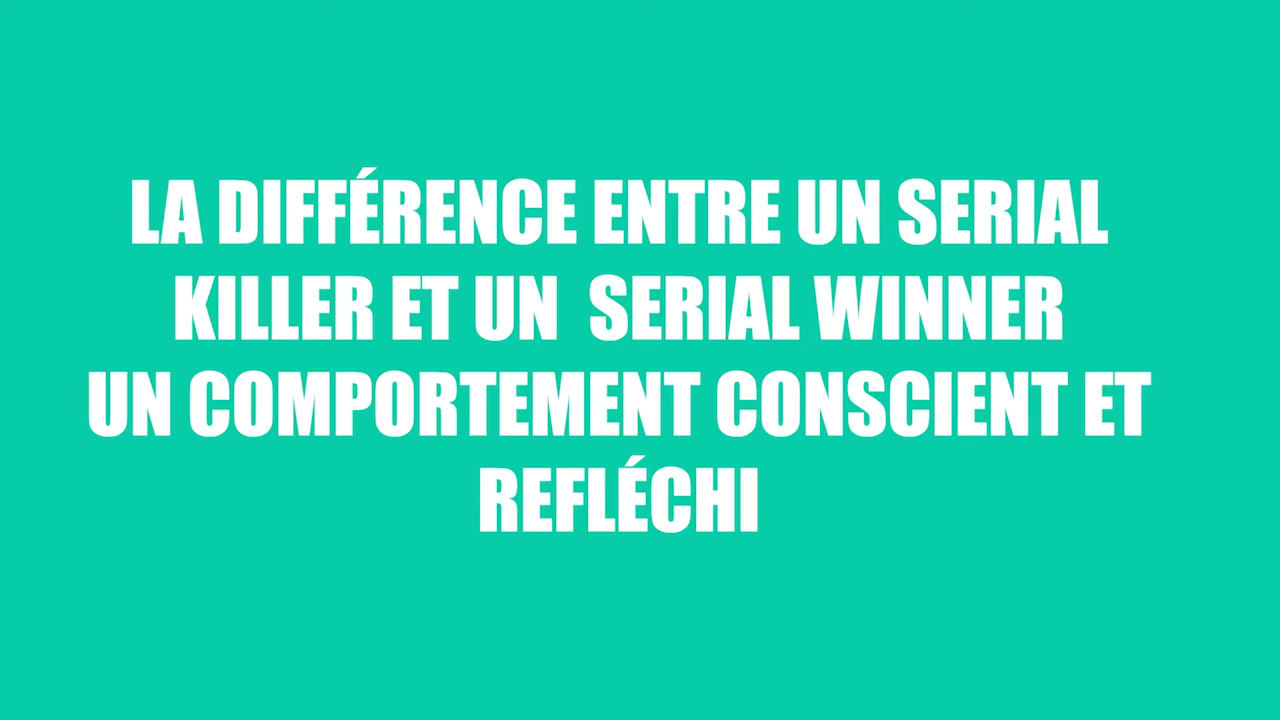 LA DIFFÉRENCE ENTRE UN SERIAL
KILLER ET UN  SERIAL WINNER
UN COMPORTEMENT CONSCIENT ET
REFLÉCHI